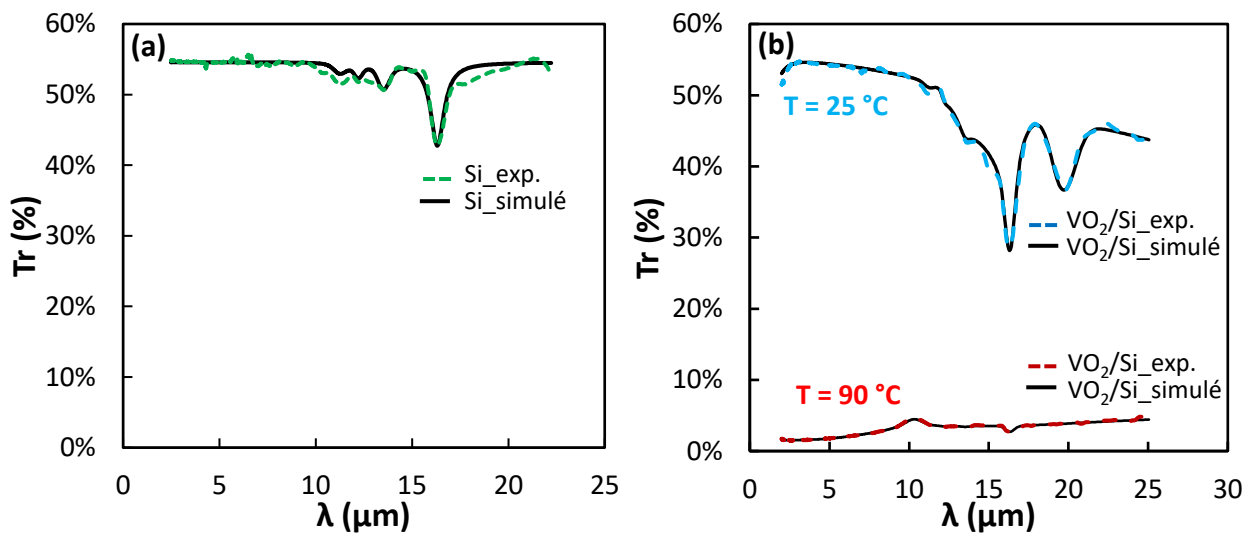 (a)
60%
50%
40%
30%
20%
10%
0%
Tr (%)
0 5 10 15 20 25
λ (µm)
Si_exp.
Si_simulé
(b)
60%
50%
40%
30%
20%
10%
0%
Tr (%)
0 5 10 15 20 25 30
λ (µm)
T = 25 °C
VO₂/Si_exp.
VO₂/Si_simulé
VO₂/Si_exp.
VO₂/Si_simulé
T = 90 °C